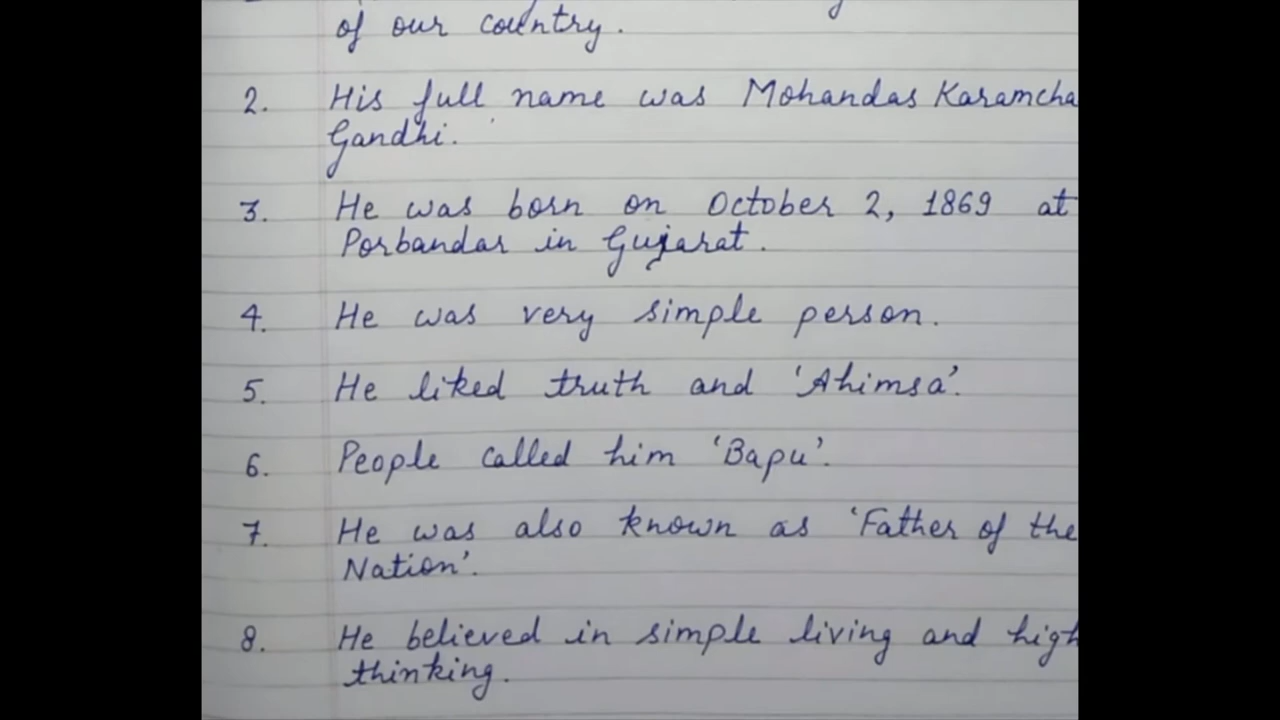 of our country.
2. His full name was Mohandas Karamcha
Gandhi.
3. He was born on October 2, 1869 at
Porbandar in Gujarat.
4. He was very simple person.
5. He liked truth and 'Ahimsa'.
6. People called him 'Bapu'.
7. He was also known as 'Father of the
Nation'.
8. He believed in simple living and high
thinking.